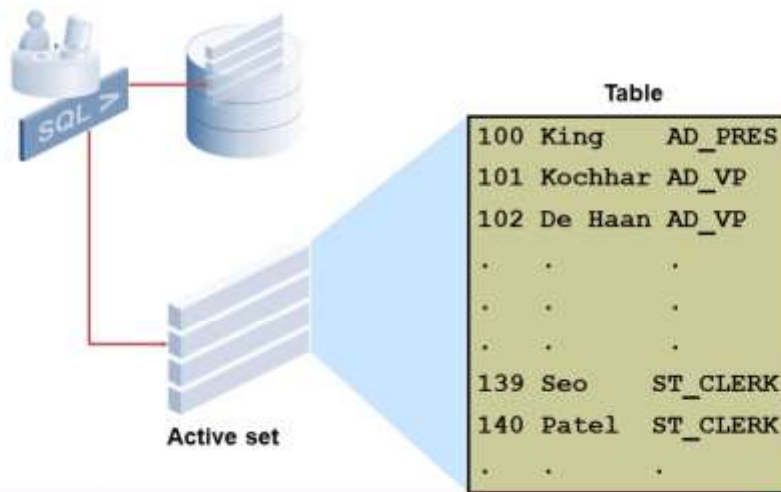 SQL >
Table
100 King AD_PRES
101 Kochhar AD_VP
102 De Haan AD_VP
. . .
. . .
. . .
139 Seo ST_CLERK
140 Patel ST_CLERK
. . .
Active set